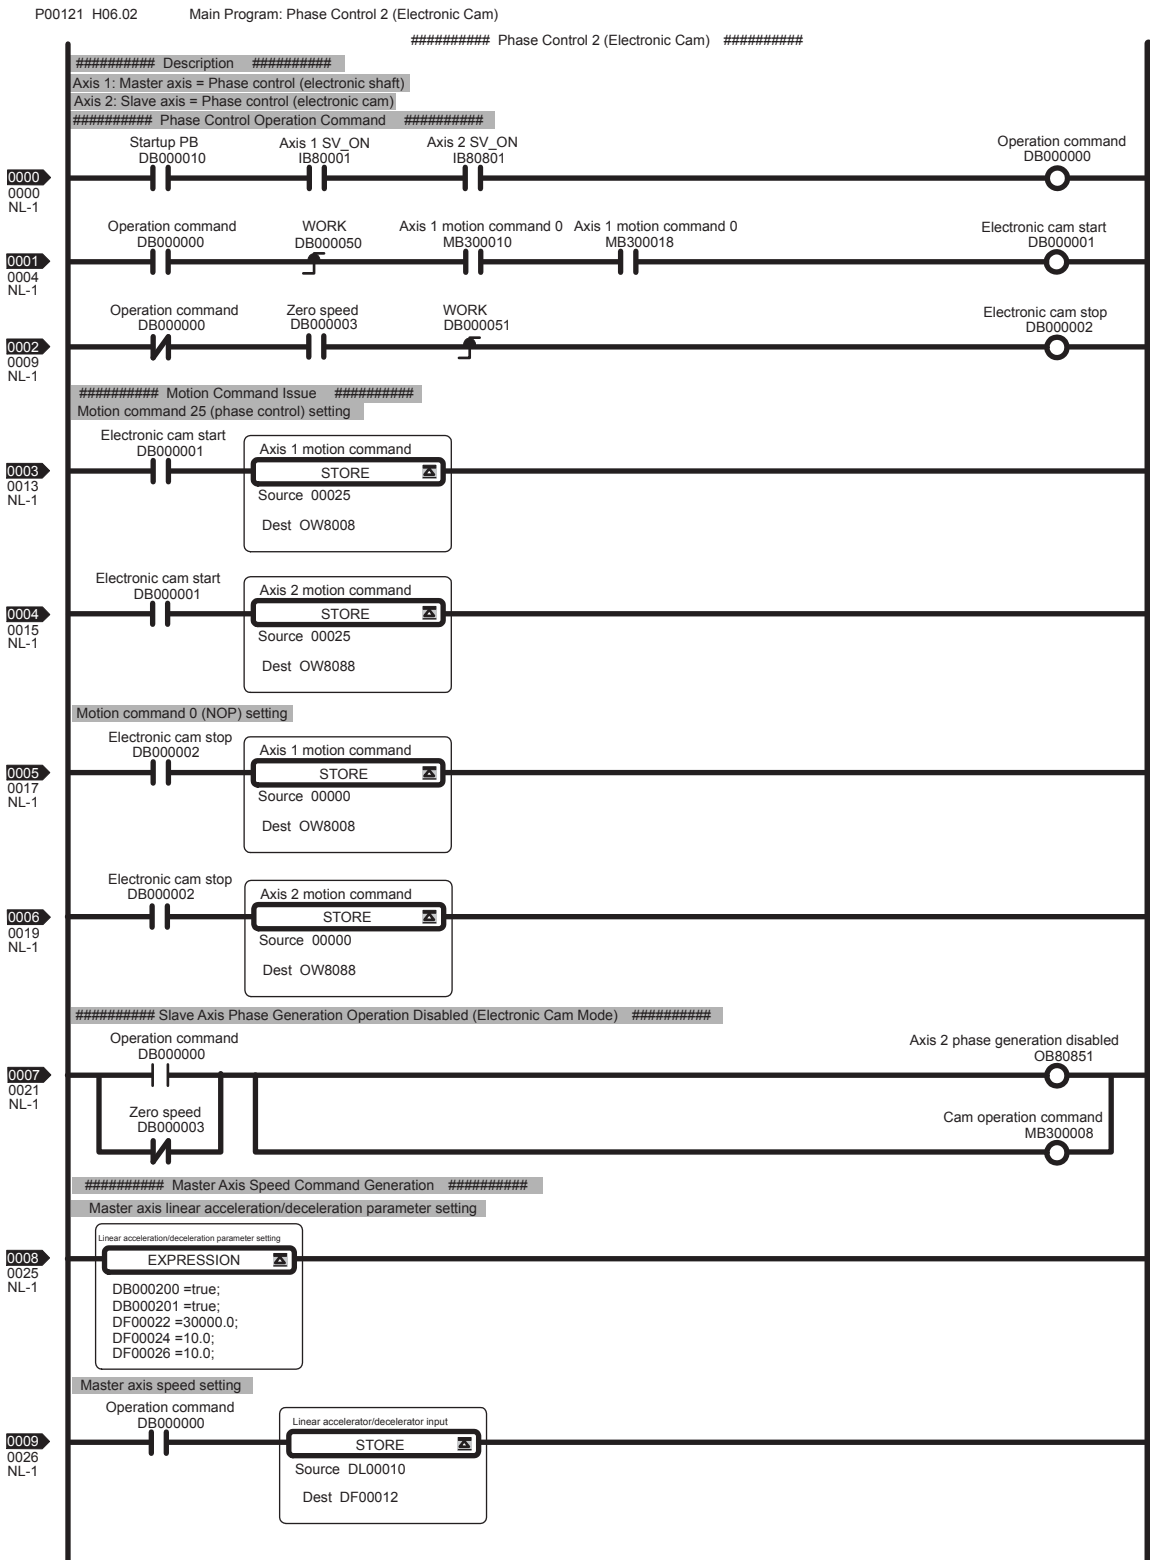 P00121 H06.02 Main Program: Phase Control 2 (Electronic Cam)
########## Phase Control 2 (Electronic Cam) ##########
########## Description ##########
Axis 1: Master axis = Phase control (electronic shaft)
Axis 2: Slave axis = Phase control (electronic cam)
########## Phase Control Operation Command ##########
Startup PB Axis 1 SV_ON Axis 2 SV_ON Operation command
DB000010 IB80001 IB80801 DB000000
0000
0000
NL-1
Operation command WORK Axis 1 motion command 0 Axis 1 motion command 0 Electronic cam start
DB000000 DB000050 MB300010 MB300018 DB000001
0001
0004
NL-1
Operation command Zero speed WORK Electronic cam stop
DB000000 DB000003 DB000051 DB000002
0002
0009
NL-1
########## Motion Command Issue ##########
Motion command 25 (phase control) setting
Electronic cam start
DB000001 Axis 1 motion command
0003 STORE
0013
NL-1 Source 00025
Dest OW8008
Electronic cam start
DB000001 Axis 2 motion command
0004 STORE
0015
NL-1 Source 00025
Dest OW8088
Motion command 0 (NOP) setting
Electronic cam stop
DB000002 Axis 1 motion command
0005 STORE
0017
NL-1 Source 00000
Dest OW8008
Electronic cam stop
DB000002 Axis 2 motion command
0006 STORE
0019
NL-1 Source 00000
Dest OW8088
########## Slave Axis Phase Generation Operation Disabled (Electronic Cam Mode) ##########
Operation command Axis 2 phase generation disabled
DB000000 OB80851
0007
0021
NL-1
Zero speed Cam operation command
DB000003 MB300008
########## Master Axis Speed Command Generation ##########
Master axis linear acceleration/deceleration parameter setting
Linear acceleration/deceleration parameter setting
0008 EXPRESSION
0025
NL-1
DB000200 =true;
DB000201 =true;
DF00022 =30000.0;
DF00024 =10.0;
DF00026 =10.0;
Master axis speed setting
Operation command
DB000000 Linear accelerator/decelerator input
0009 STORE
0026
NL-1 Source DL00010
Dest DF00012